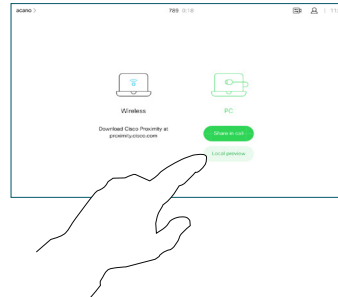 acano >
789 0:18
Wireless
PC
Download Cisco Proximity at
proximity.cisco.com
Share in call
Local preview